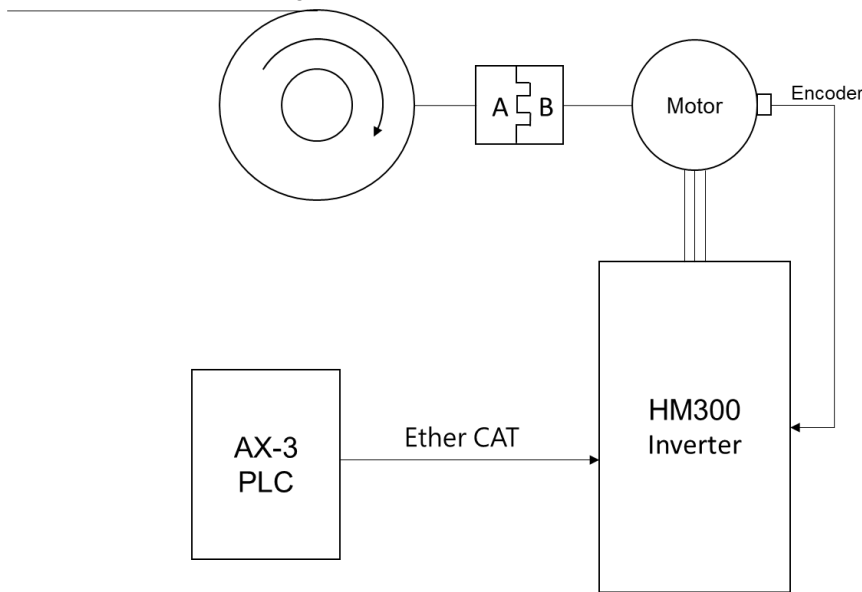 A
B
Motor
Encoder
HM300
Inverter
Ether CAT
AX-3
PLC